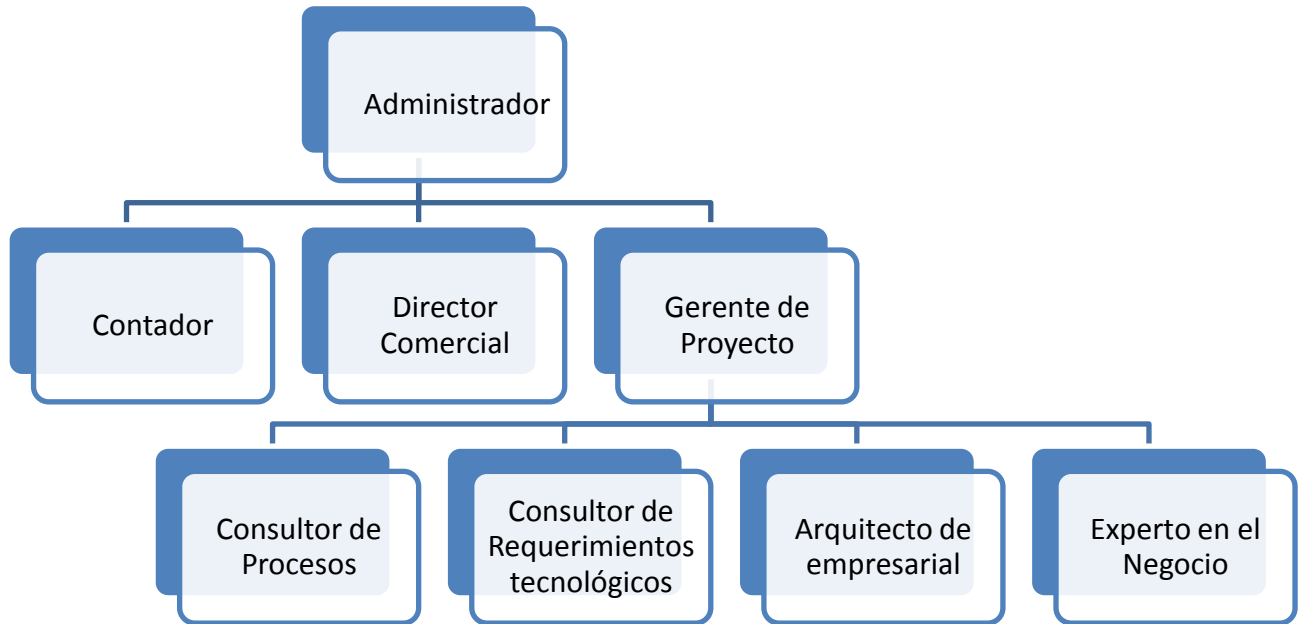 Administrador
Contador
Director
Comercial
Gerente de
Proyecto
Consultor de
Procesos
Consultor de
Requerimientos
tecnológicos
Arquitecto de
empresarial
Experto en el
Negocio